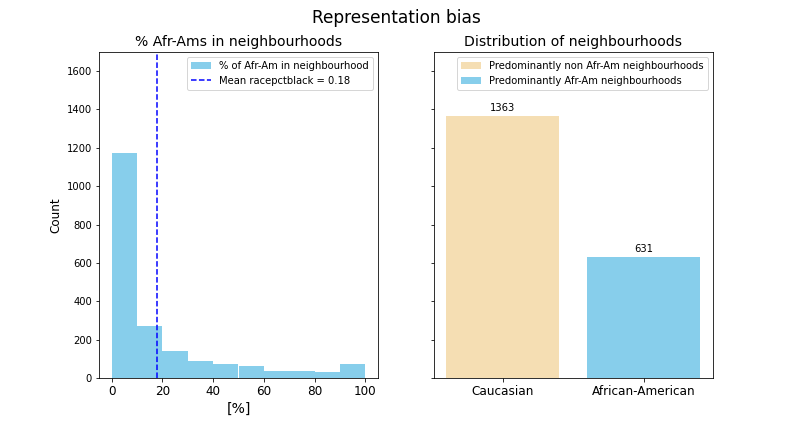 Representation bias
% Afr-Ams in neighbourhoods
% of Afr-Am in neighbourhood
Mean racepctblack = 0.18
1600
1400
1200
1000
800
600
400
200
0
Count
0 20 40 60 80 100
[%]
Distribution of neighbourhoods
Predominantly non Afr-Am neighbourhoods
Predominantly Afr-Am neighbourhoods
1363
631
Caucasian African-American